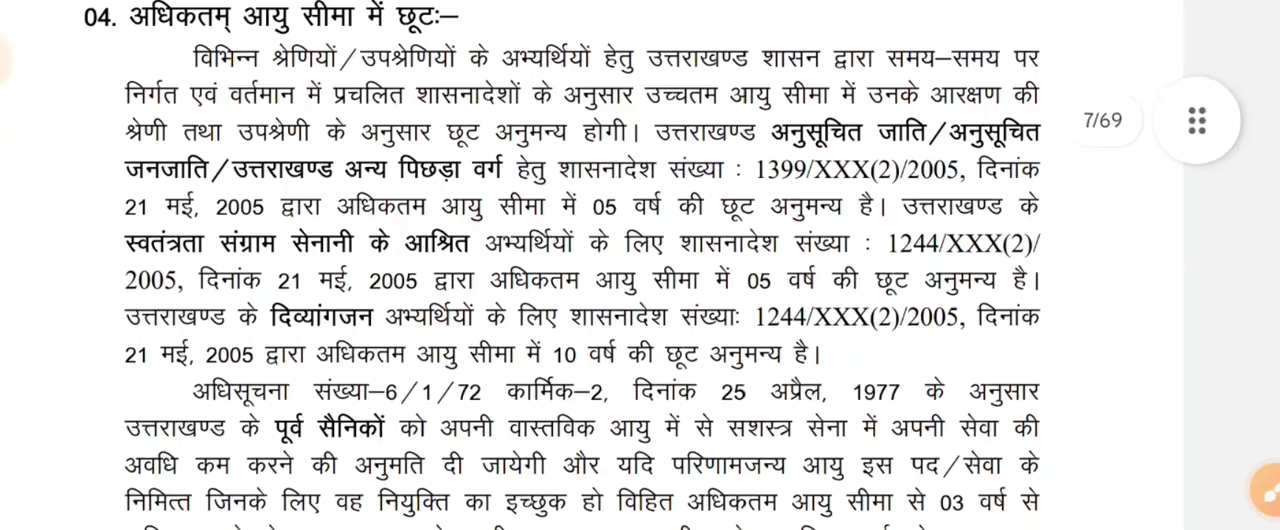 04. अधिकतम् आयु सीमा में छूटः–
विभिन्न श्रेणियों/उपश्रेणियों के अभ्यर्थियों हेतु उत्तराखण्ड शासन द्वारा समय–समय पर
निर्गत एवं वर्तमान में प्रचलित शासनादेशों के अनुसार उच्चतम आयु सीमा में उनके आरक्षण की
श्रेणी तथा उपश्रेणी के अनुसार छूट अनुमन्य होगी। उत्तराखण्ड अनुसूचित जाति/अनुसूचित
जनजाति/उत्तराखण्ड अन्य पिछड़ा वर्ग हेतु शासनादेश संख्या : 1399/XXX(2)/2005, दिनांक
21 मई, 2005 द्वारा अधिकतम आयु सीमा में 05 वर्ष की छूट अनुमन्य है। उत्तराखण्ड के
स्वतंत्रता संग्राम सेनानी के आश्रित अभ्यर्थियों के लिए शासनादेश संख्या : 1244/XXX(2)/
2005, दिनांक 21 मई, 2005 द्वारा अधिकतम आयु सीमा में 05 वर्ष की छूट अनुमन्य है।
उत्तराखण्ड के दिव्यांगजन अभ्यर्थियों के लिए शासनादेश संख्याः 1244/XXX(2)/2005, दिनांक
21 मई, 2005 द्वारा अधिकतम आयु सीमा में 10 वर्ष की छूट अनुमन्य है।
अधिसूचना संख्या–6/1/72 कार्मिक–2, दिनांक 25 अप्रैल, 1977 के अनुसार
उत्तराखण्ड के पूर्व सैनिकों को अपनी वास्तविक आयु में से सशस्त्र सेना में अपनी सेवा की
अवधि कम करने की अनुमति दी जायेगी और यदि परिणामजन्य आयु इस पद/सेवा के
निमित्त जिनके लिए वह नियुक्ति का इच्छुक हो विहित अधिकतम आयु सीमा से 03 वर्ष से
7/69